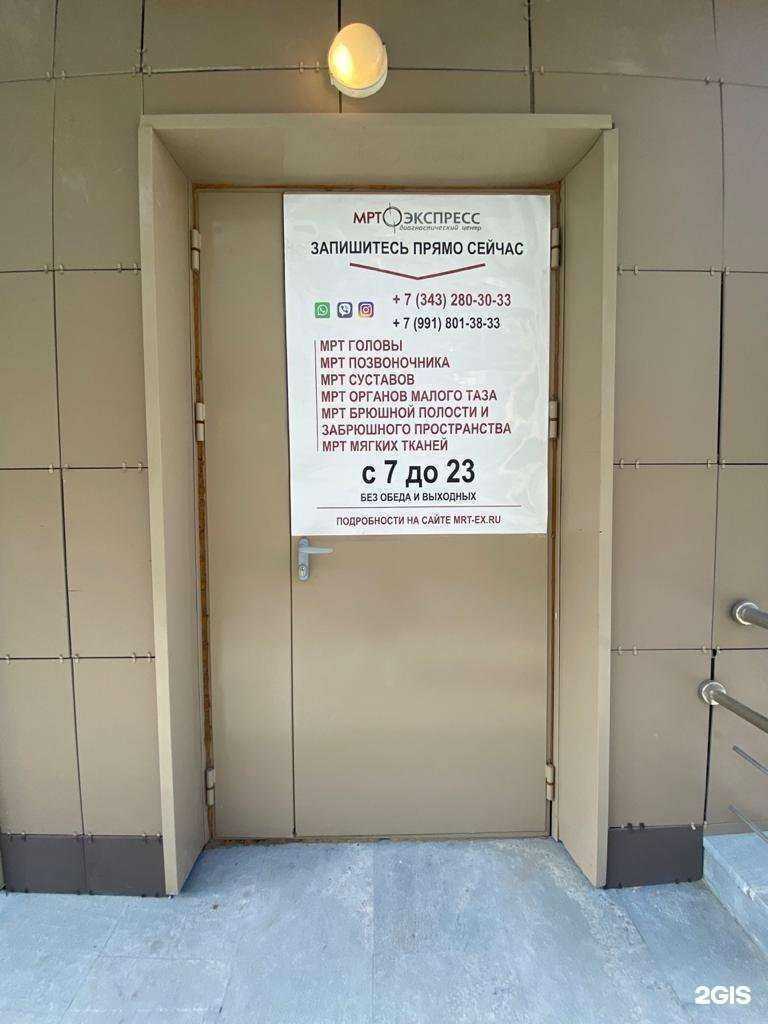 МРТ ЭКСПРЕСС
диагностический центр
ЗАПИШИТЕСЬ ПРЯМО СЕЙЧАС
+ 7 (343) 280-30-33
+ 7 (991) 801-38-33
МРТ ГОЛОВЫ
МРТ ПОЗВОНОЧНИКА
МРТ СУСТАВОВ
МРТ ОРГАНОВ МАЛОГО ТАЗА
МРТ БРЮШНОЙ ПОЛОСТИ И
ЗАБРЮШНОГО ПРОСТРАНСТВА
МРТ МЯГКИХ ТКАНЕЙ
с 7 до 23
БЕЗ ОБЕДА И ВЫХОДНЫХ
ПОДРОБНОСТИ НА САЙТЕ MRT-EX.RU
2GIS